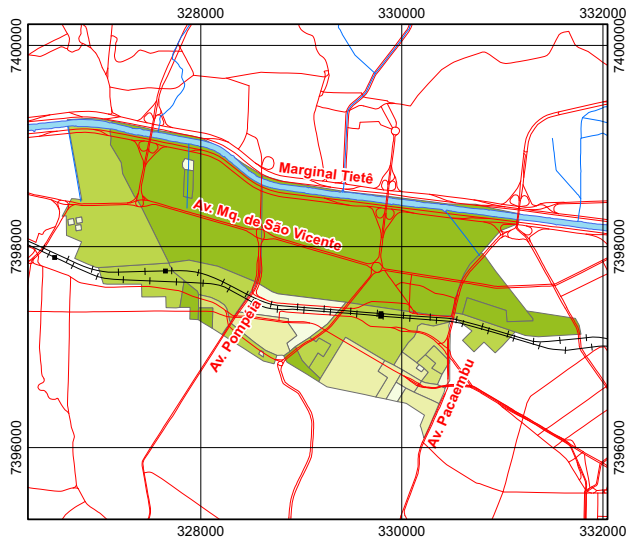 328000 330000 332000
7400000 7400000
Marginal Tietê
Av. Mq. de São Vicente
7398000 7398000
Av. Pompéia
Av. Pacaembu
7396000 7396000
328000 330000 332000